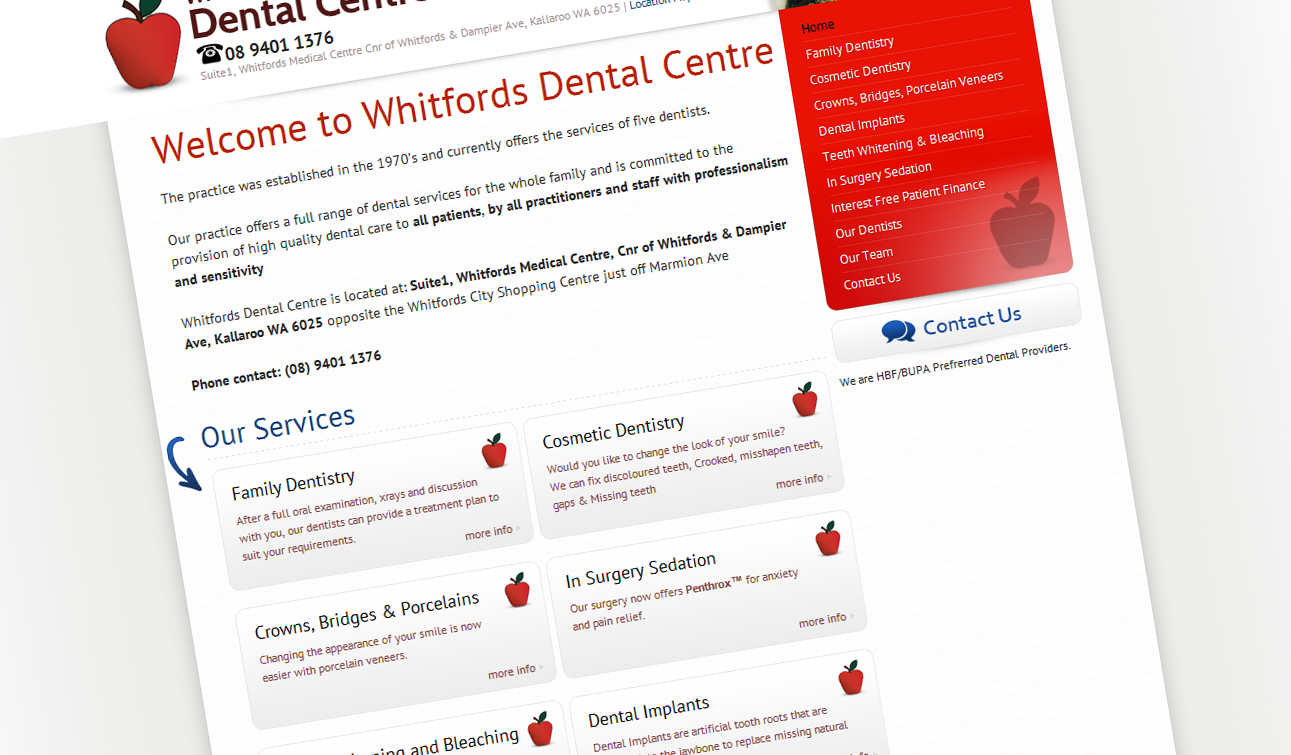 Dental Centre
08 9401 1376
Suite1, Whitfords Medical Centre Cnr of Whitfords & Dampier Ave, Kallaroo WA 6025 | Location
Welcome to Whitfords Dental Centre
The practice was established in the 1970's and currently offers the services of five dentists.
Our practice offers a full range of dental services for the whole family and is committed to the
provision of high quality dental care to all patients, by all practitioners and staff with professionalism
and sensitivity
Whitfords Dental Centre is located at: Suite1, Whitfords Medical Centre, Cnr of Whitfords & Dampier
Ave, Kallaroo WA 6025 opposite the Whitfords City Shopping Centre just off Marmion Ave
Phone contact: (08) 9401 1376
Home
Family Dentistry
Cosmetic Dentistry
Crowns, Bridges, Porcelain Veneers
Dental Implants
Teeth Whitening & Bleaching
In Surgery Sedation
Interest Free Patient Finance
Our Dentists
Our Team
Contact Us
Contact Us
We are HBF/BUPA Prefrerred Dental Providers.
Our Services
Family Dentistry
After a full oral examination, xrays and discussion
with you, our dentists can provide a treatment plan to
suit your requirements.
more info
Cosmetic Dentistry
Would you like to change the look of your smile?
We can fix discoloured teeth, Crooked, misshapen teeth,
gaps & Missing teeth
more info
Crowns, Bridges & Porcelains
Changing the appearance of your smile is now
easier with porcelain veneers.
more info
In Surgery Sedation
Our surgery now offers Penthrox™ for anxiety
and pain relief.
more info
and Bleaching
Dental Implants
Dental Implants are artificial tooth roots that are
the jawbone to replace missing natural